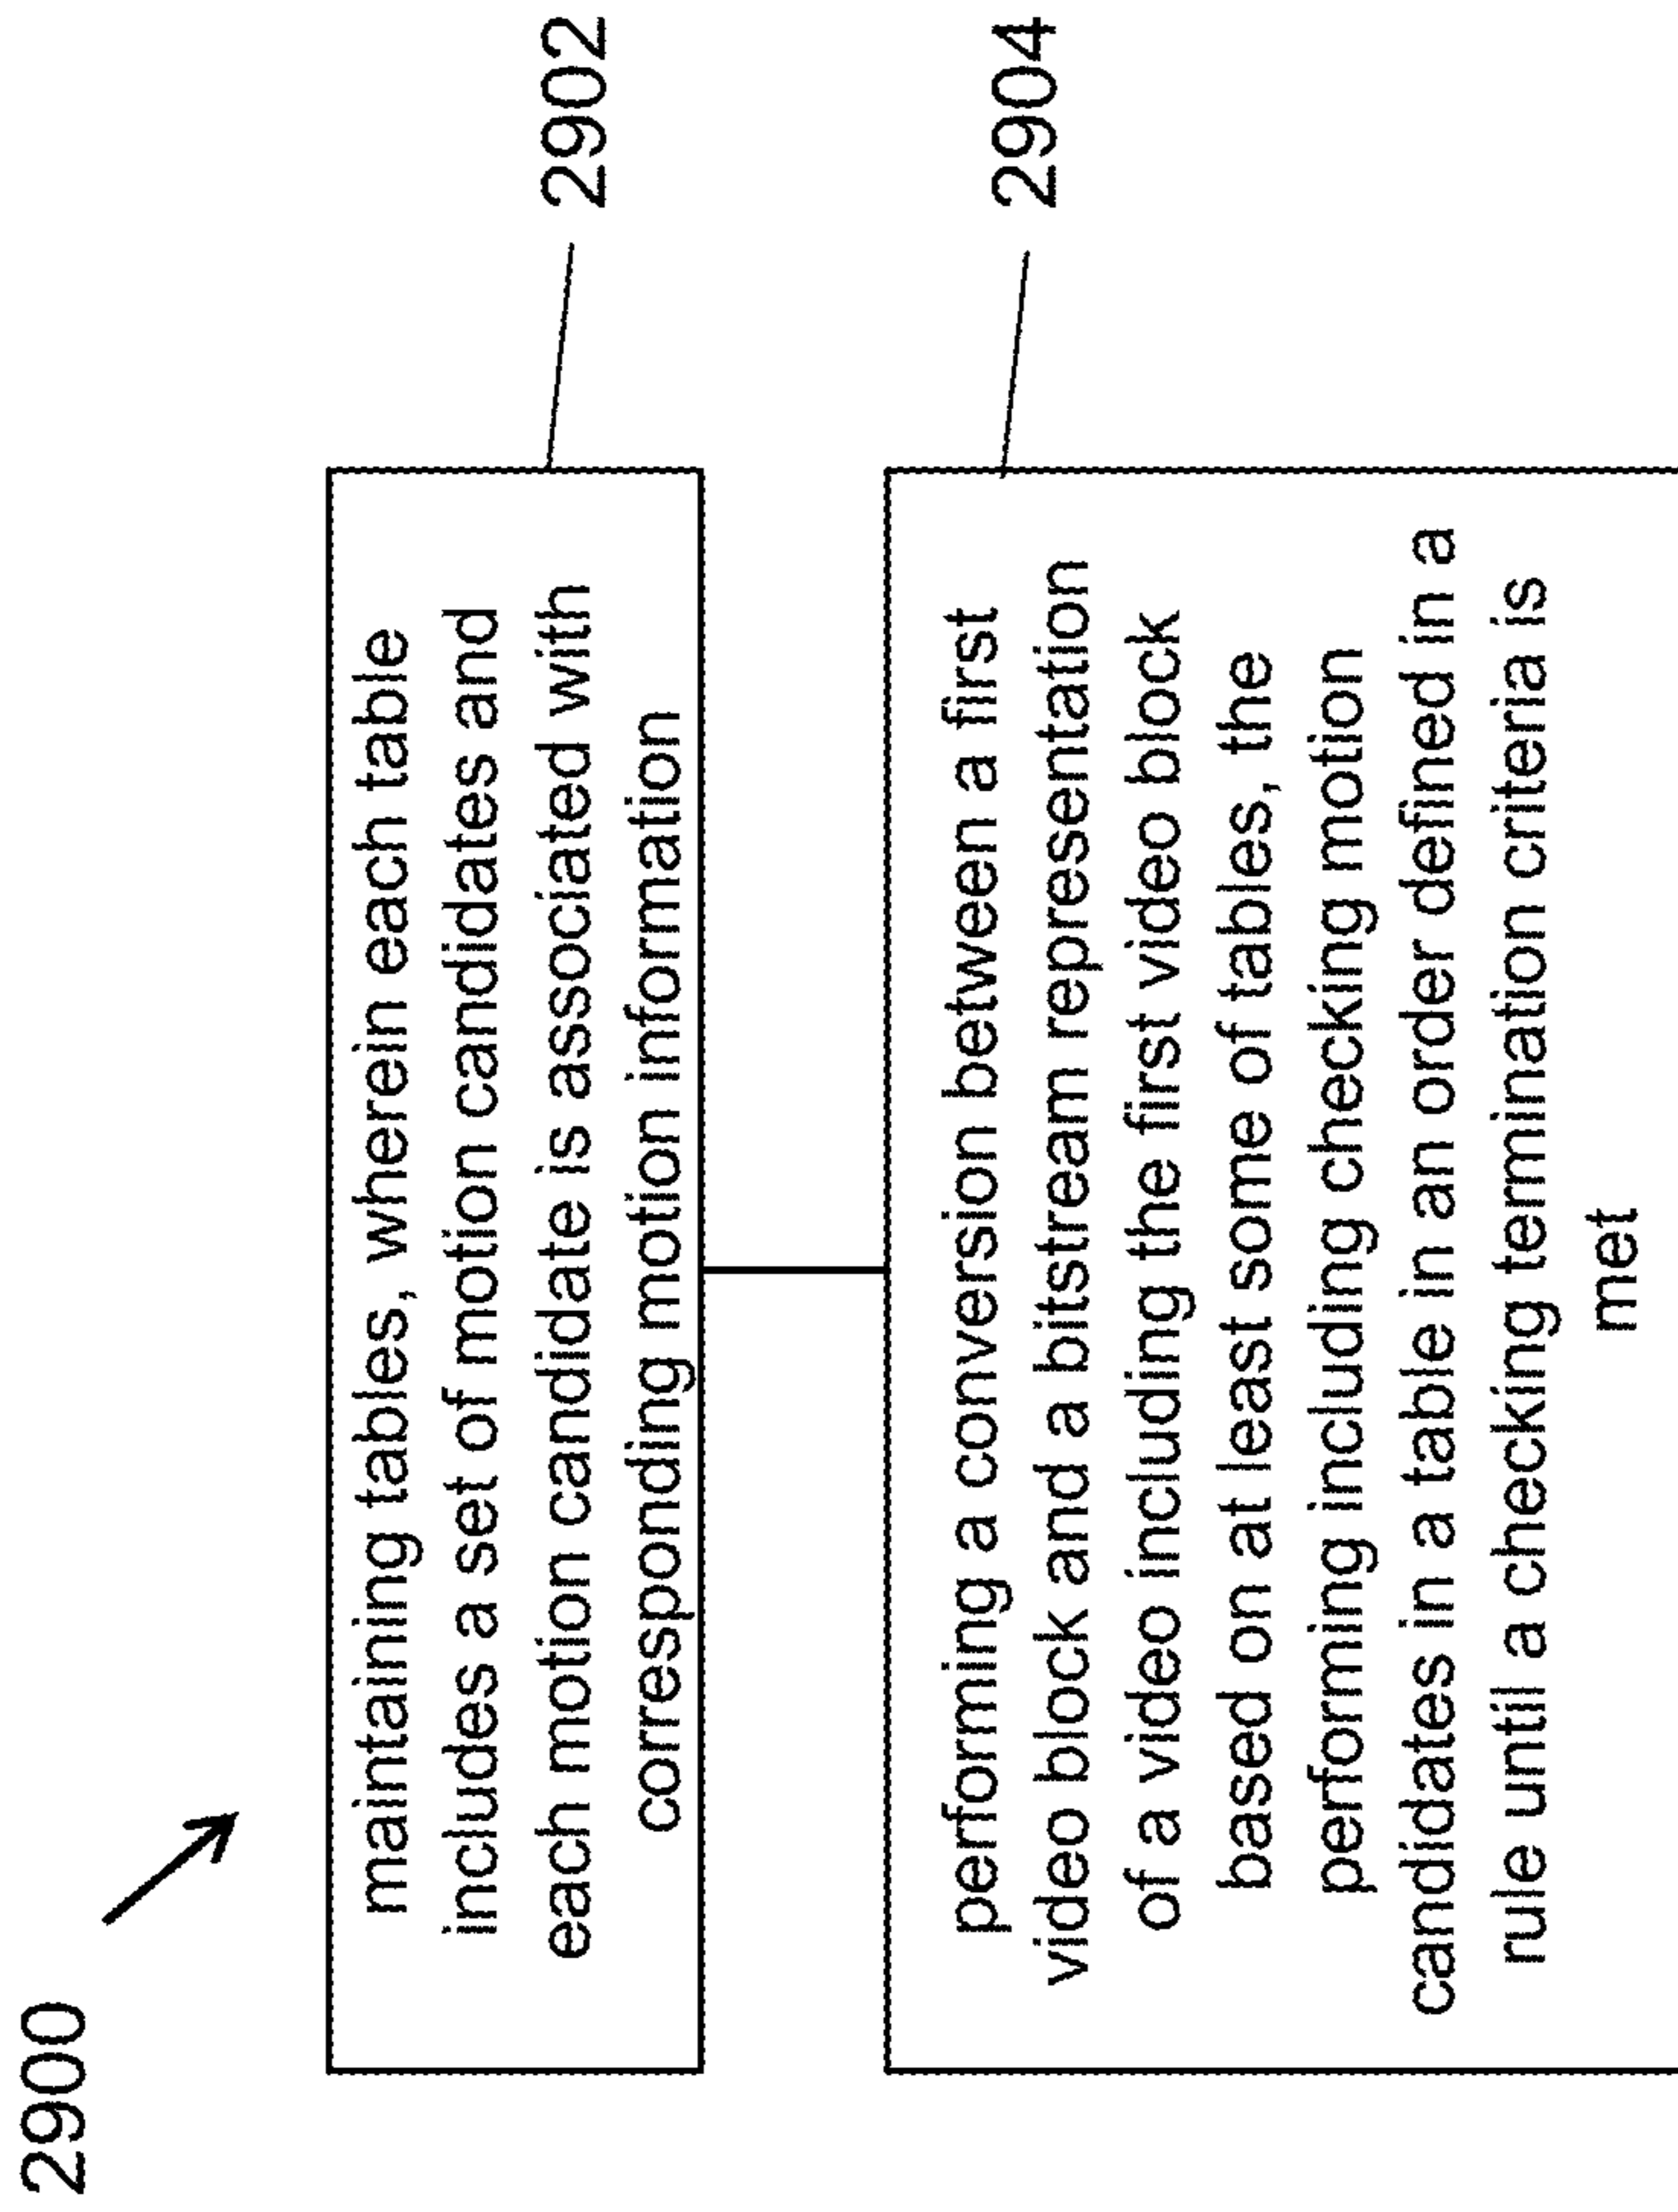 2900
maintaining tables, wherein each table
includes a set of motion candidates and
each motion candidate is associated with
corresponding motion information
2902
performing a conversion between a first
video block and a bitstream representation
of a video including the first video block
based on at least some of tables, the
performing including checking motion
candidates in a table in an order defined in a
rule until a checking termination criteria is
met
2904